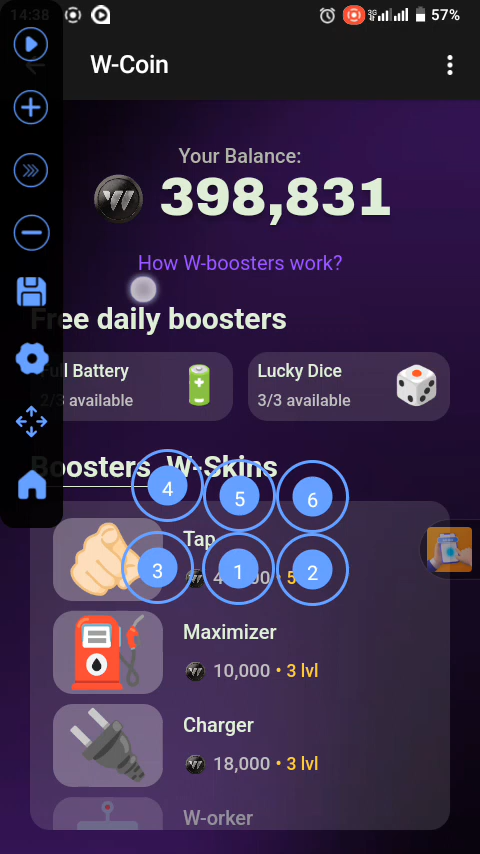 14:38 3G 57%
W-Coin
Your Balance:
398,831
How W-boosters work?
Free daily boosters
Full Battery
2/3 available
Lucky Dice
3/3 available
Boosters W-Skins
4 5 6
Tap
3 1 2
Maximizer
10,000 • 3 lvl
Charger
18,000 • 3 lvl
W-orker